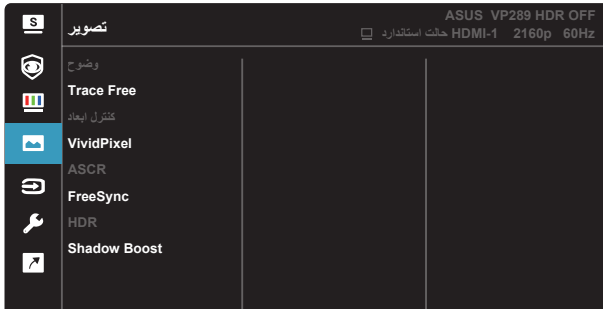 S
تصویر
ASUS VP289 HDR OFF
حالت استاندارد HDMI-1 2160p 60Hz
وضوح
Trace Free
کنترل ابعاد
VividPixel
ASCR
FreeSync
HDR
Shadow Boost